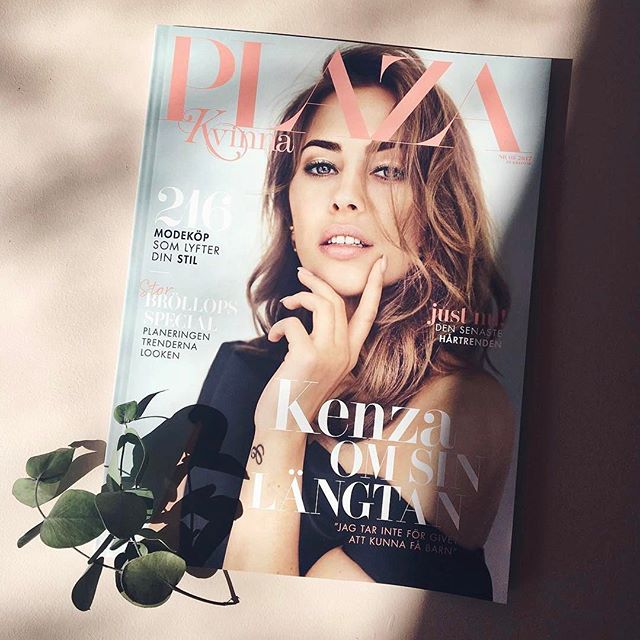 PLAZA
Kvinna
NR 05 2017
216
MODEKÖP
SOM LYFTER
DIN STIL
Stor
BRÖLLOPS
SPECIAL
PLANERINGEN
TRENDERNA
LOOKEN
just nu!
DEN SENASTE
HÅRTRENDEN
Kenza
OM SIN
LÄNGTAN
"JAG TAR INTE FÖR GIVET
ATT KUNNA FÅ BARN"